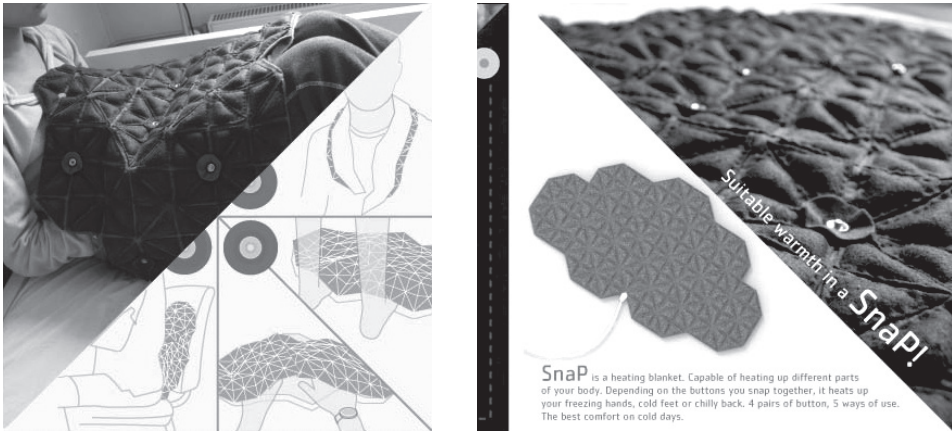 Suitable warmth in a SnaP!
SnaP is a heating blanket. Capable of heating up different parts
of your body. Depending on the buttons you snap together, it heats up
your freezing hands, cold feet or chilly back. 4 pairs of button, 5 ways of use.
The best comfort on cold days.